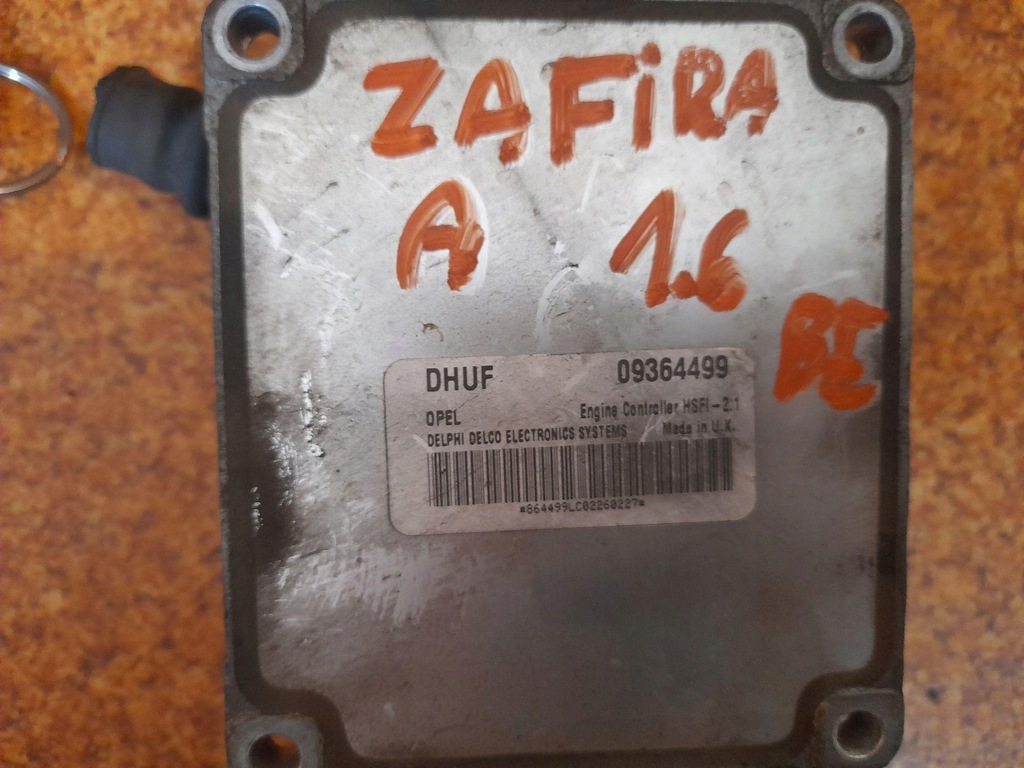 ZAFiRA
A 1.6
BE
DHUF 09364499
OPEL Engine Controller HSFI-2.1
DELPHI DELCO ELECTRONICS SYSTEMS Made in U.K.
*864499LC02260227*